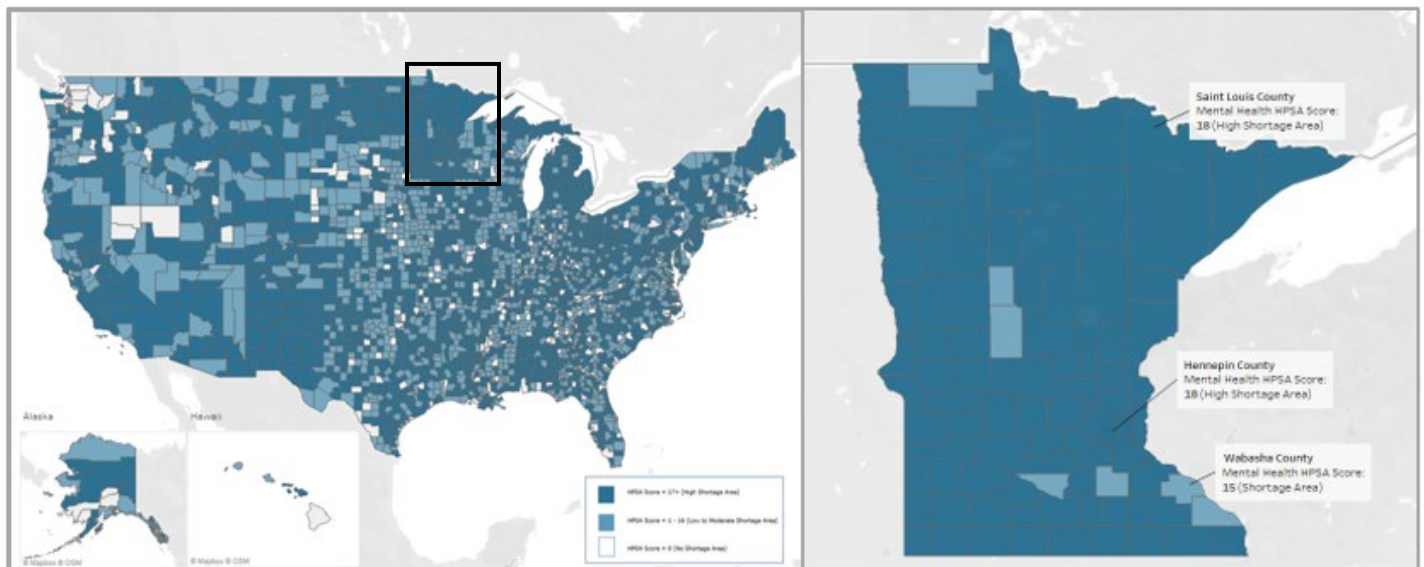 Alaska
Hawaii
© Mapbox © OSM
© Mapbox © OSM
HPSA Score = 17+ (High Shortage Area)
HPSA Score = 1 - 16 (Low to Moderate Shortage Area)
HPSA Score = 0 (No Shortage Area)
Saint Louis County
Mental Health HPSA Score:
18 (High Shortage Area)
Hennepin County
Mental Health HPSA Score:
18 (High Shortage Area)
Wabasha County
Mental Health HPSA Score:
15 (Shortage Area)